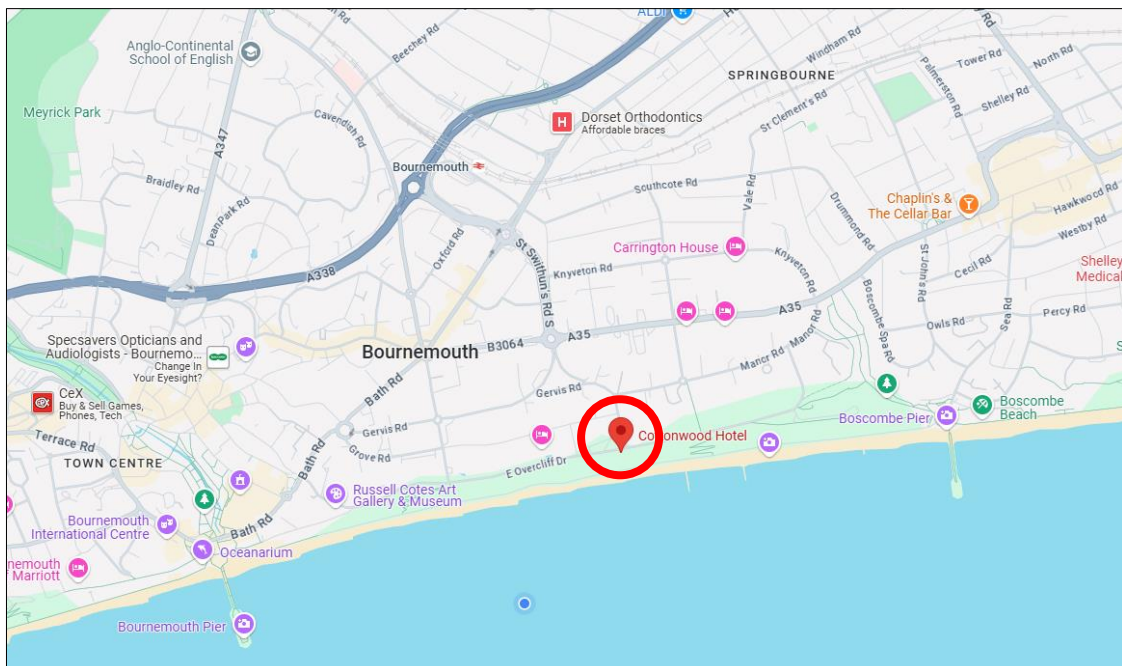 ALDI
Anglo-Continental
School of English
Beechey Rd
Windham Rd
Tower Rd
North Rd
SPRINGBOURNE
Palmerston Rd
Shelley Rd
Meyrick Park
A347
Cavendish Rd
Dorset Orthodontics
Affordable braces
St Clement's Rd
Bournemouth
Braidley Rd
Southcote Rd
Vale Rd
Chaplin's &
The Cellar Bar
Hawkwood Rd
Dean Park Rd
Oxford Rd
St Swithun's Rd S
Carrington House
Drummond Rd
Westby Rd
A338
Knyveton Rd
Knyveton Rd
St John's Rd
Cecil Rd
Shelley
Medical
Boscombe Spa Rd
Sea Rd
Percy Rd
Owls Rd
Specsavers Opticians and
Audiologists - Bournemo...
Change In
Your Eyesight?
Bournemouth
B3064
A35
A35
Manor Rd
Manor Rd
CeX
Buy & Sell Games,
Phones, Tech
Bath Rd
Gervis Rd
Boscombe Pier
Boscombe
Beach
Terrace Rd
Gervis Rd
Grove Rd
Hotel
TOWN CENTRE
Bath Rd
E Overcliff Dr
Russell Cotes Art
Gallery & Museum
Bournemouth
International Centre
Bath Rd
Oceanarium
Marriott
Bournemouth Pier